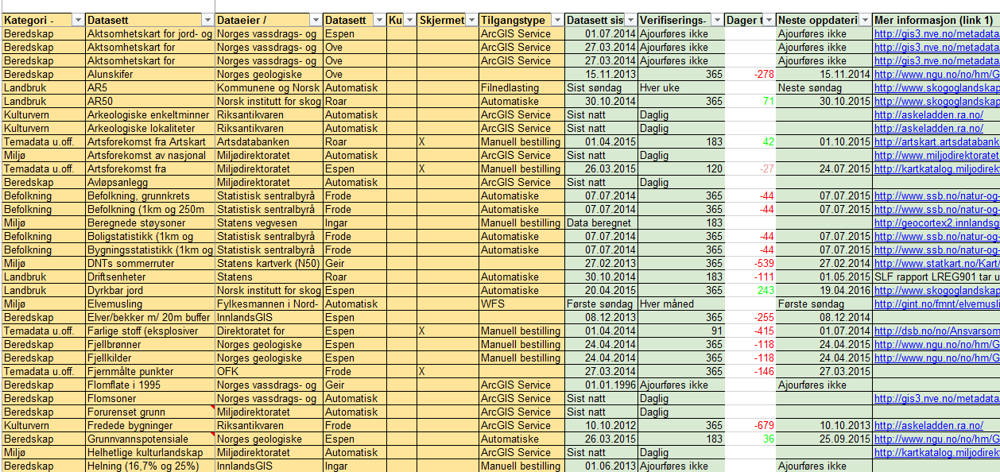 Kategori - Datasett Dataeier / Datasett Ku Skjermet Tilgangstype Datasett sist Verifiserings- Dager t Neste oppdateri Mer informasjon (link 1)
Beredskap Aktsomhetskart for jord- og Norges vassdrags- og Espen ArcGIS Service 01.07.2014 Ajourføres ikke Ajourføres ikke http://gis3.nve.no/metadata
Beredskap Aktsomhetskart for Norges vassdrags- og Ove ArcGIS Service 27.03.2014 Ajourføres ikke Ajourføres ikke http://gis3.nve.no/metadata
Beredskap Aktsomhetskart for Norges vassdrags- og Ove ArcGIS Service 27.03.2014 Ajourføres ikke Ajourføres ikke http://gis3.nve.no/metadata
Beredskap Alunskifer Norges geologiske Ove 15.11.2013 365 -278 15.11.2014 http://www.ngu.no/no/hm/G
Landbruk AR5 Kommunene og Norsk Automatisk Filnedlasting Sist søndag Hver uke Neste søndag http://www.skogoglandskap
Landbruk AR50 Norsk institutt for skog Roar Automatiske 30.10.2014 365 71 30.10.2015 http://www.skogoglandskap
Kulturvern Arkeologiske enkeltminner Riksantikvaren Automatisk ArcGIS Service Sist natt Daglig http://askeladden.ra.no/
Kulturvern Arkeologiske lokaliteter Riksantikvaren Automatisk ArcGIS Service Sist natt Daglig http://askeladden.ra.no/
Temadata u.off. Artsforekomst fra Artskart Artsdatabanken Roar X Manuell bestilling 01.04.2015 183 42 01.10.2015 http://artskart.artsdatabank
Miljø Artsforekomst av nasjonal Miljødirektoratet Automatisk ArcGIS Service Sist natt Daglig http://www.miljodirektoratet
Temadata u.off. Artsforekomst fra Miljødirektoratet Espen X Manuell bestilling 26.03.2015 120 -27 24.07.2015 http://kartkatalog.miljodirek
Beredskap Avløpsanlegg Miljødirektoratet Automatisk ArcGIS Service Sist natt Daglig
Befolkning Befolkning, grunnkrets Statistisk sentralbyrå Frode Automatiske 07.07.2014 365 -44 07.07.2015 http://www.ssb.no/natur-og-
Befolkning Befolkning (1km og 250m Statistisk sentralbyrå Frode Automatiske 07.07.2014 365 -44 07.07.2015 http://www.ssb.no/natur-og-
Miljø Beregnede støysoner Statens vegvesen Ingar Manuell bestilling Data beregnet 183 http://geocortex2.innlandsg
Befolkning Boligstatistikk (1km og Statistisk sentralbyrå Frode Automatiske 07.07.2014 365 -44 07.07.2015 http://www.ssb.no/natur-og-
Befolkning Bygningsstatistikk (1km og Statistisk sentralbyrå Frode Automatiske 07.07.2014 365 -44 07.07.2015 http://www.ssb.no/natur-og-
Miljø DNTs sommerruter Statens kartverk (N50) Geir 27.02.2013 365 -539 27.02.2014 http://www.statkart.no/Kart/
Landbruk Driftsenheter Statens Roar Automatiske 30.10.2014 183 -111 01.05.2015 SLF rapport LREG901 tar u
Landbruk Dyrkbar jord Norsk institutt for skog Espen Automatiske 20.04.2015 365 243 19.04.2016 http://www.skogoglandskap
Miljø Elvemusling Fylkesmannen i Nord- Automatisk WFS Første søndag Hver måned Første søndag http://gint.no/fmnt/elvemusli
Beredskap Elver/bekker m/ 20m buffer InnlandsGIS Espen 08.12.2013 365 -255 08.12.2014
Temadata u.off. Farlige stoff (eksplosiver Direktoratet for Espen X Manuell bestilling 01.04.2014 91 -415 01.07.2014 http://dsb.no/no/Ansvarsom
Beredskap Fjellbrønner Norges geologiske Espen Manuell bestilling 24.04.2014 365 -118 24.04.2015 http://www.ngu.no/no/hm/G
Beredskap Fjellkilder Norges geologiske Espen Manuell bestilling 24.04.2014 365 -118 24.04.2015 http://www.ngu.no/no/hm/G
Temadata u.off. Fjernmålte punkter OFK Frode X 27.03.2014 365 -146 27.03.2015
Beredskap Flomflate i 1995 Norges vassdrags- og Geir ArcGIS Service 01.01.1996 Ajourføres ikke Ajourføres ikke
Beredskap Flomsoner Norges vassdrags- og Automatisk ArcGIS Service Sist natt Daglig http://gis3.nve.no/metadata
Beredskap Forurenset grunn Miljødirektoratet Automatisk ArcGIS Service Sist natt Daglig
Kulturvern Fredede bygninger Riksantikvaren Frode ArcGIS Service 10.10.2012 365 -679 10.10.2013 http://askeladden.ra.no/
Beredskap Grunnvannspotensiale Norges geologiske Espen Automatiske 26.03.2015 183 36 25.09.2015 http://www.ngu.no/no/hm/G
Miljø Helhetlige kulturlandskap Miljødirektoratet Automatisk ArcGIS Service Sist natt Daglig http://kartkatalog.miljodirek
Beredskap Helning (16,7% og 25%) InnlandsGIS Ingar Manuell bestilling 01.06.2013 Ajourføres ikke Ajourføres ikke